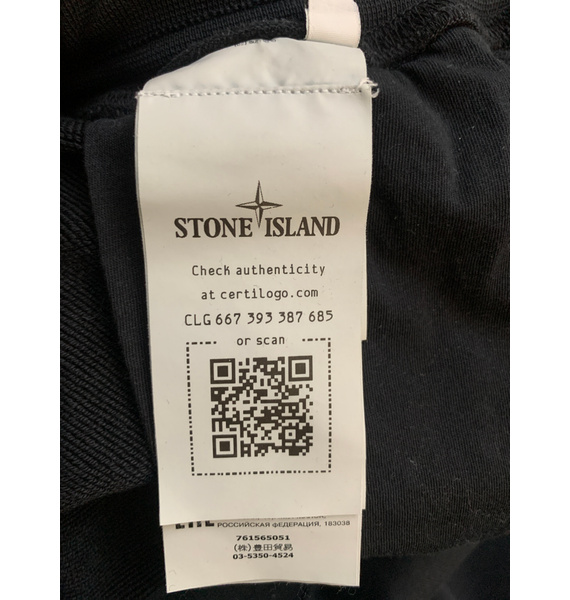 STONE ISLAND
Check authenticity
at certilogo.com
CLG 667 393 387 685
or scan
РОССИЙСКАЯ ФЕДЕРАЦИЯ, 183038
761565051
(株)豊田貿易
03-5350-4524